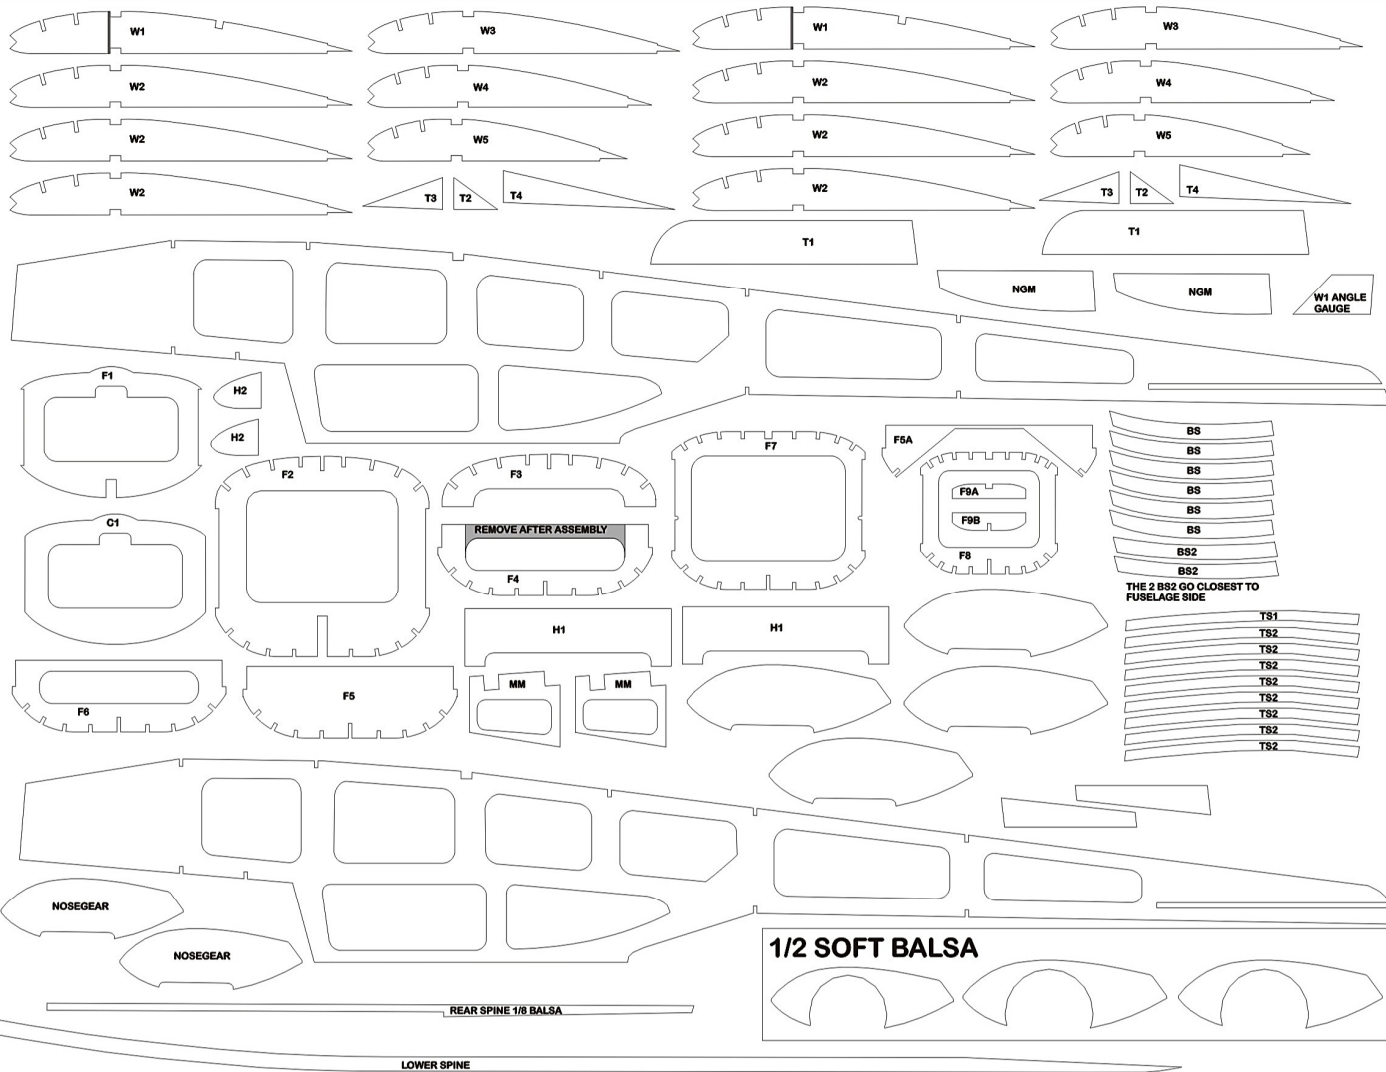 W1
W3
W1
W3
W2
W4
W2
W4
W2
W5
W2
W5
W2
T3
T2
T4
W2
T3
T2
T4
T1
T1
NGM
NGM
W1 ANGLE
GAUGE
F1
H2
H2
F2
F3
F7
F5A
F9A
F9B
F8
BS
BS
BS
BS
BS
BS
BS2
BS2
THE 2 BS2 GO CLOSEST TO
FUSELAGE SIDE
C1
REMOVE AFTER ASSEMBLY
F4
H1
H1
TS1
TS2
TS2
TS2
TS2
TS2
TS2
TS2
TS2
F6
F5
MM
MM
NOSEGEAR
NOSEGEAR
1/2 SOFT BALSA
REAR SPINE 1/8 BALSA
LOWER SPINE